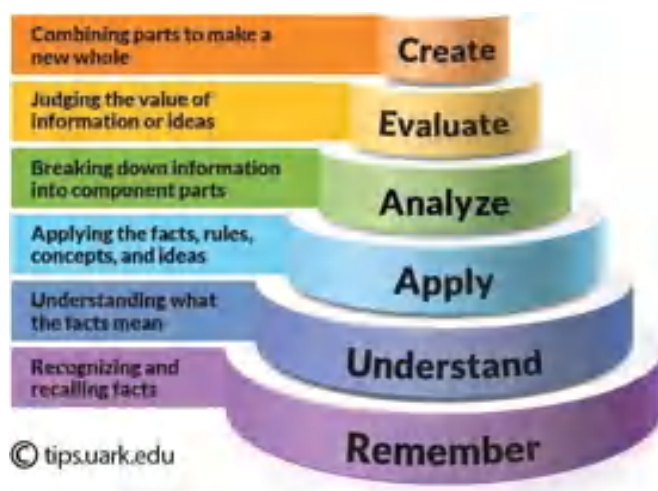 Combining parts to make a
new whole
Create
Judging the value of
information or ideas
Evaluate
Breaking down information
into component parts
Analyze
Applying the facts, rules,
concepts, and ideas
Apply
Understanding what
the facts mean
Understand
Recognizing and
recalling facts
Remember
© tips.uark.edu